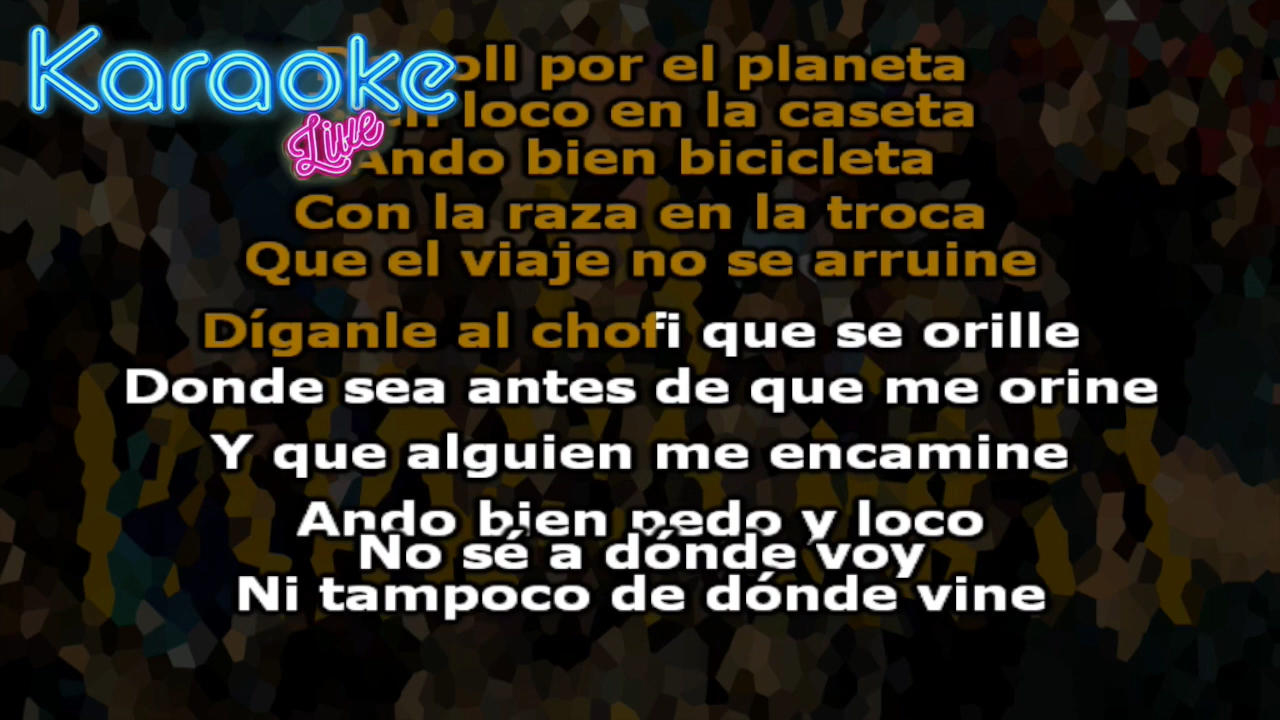 Karaoke
Live
por el planeta
loco en la caseta
Ando bien bicicleta
Con la raza en la troca
Que el viaje no se arruine
Díganle al chofi que se orille
Donde sea antes de que me orine
Y que alguien me encamine
Ando bien pedo y loco
No sé a dónde voy
Ni tampoco de dónde vine